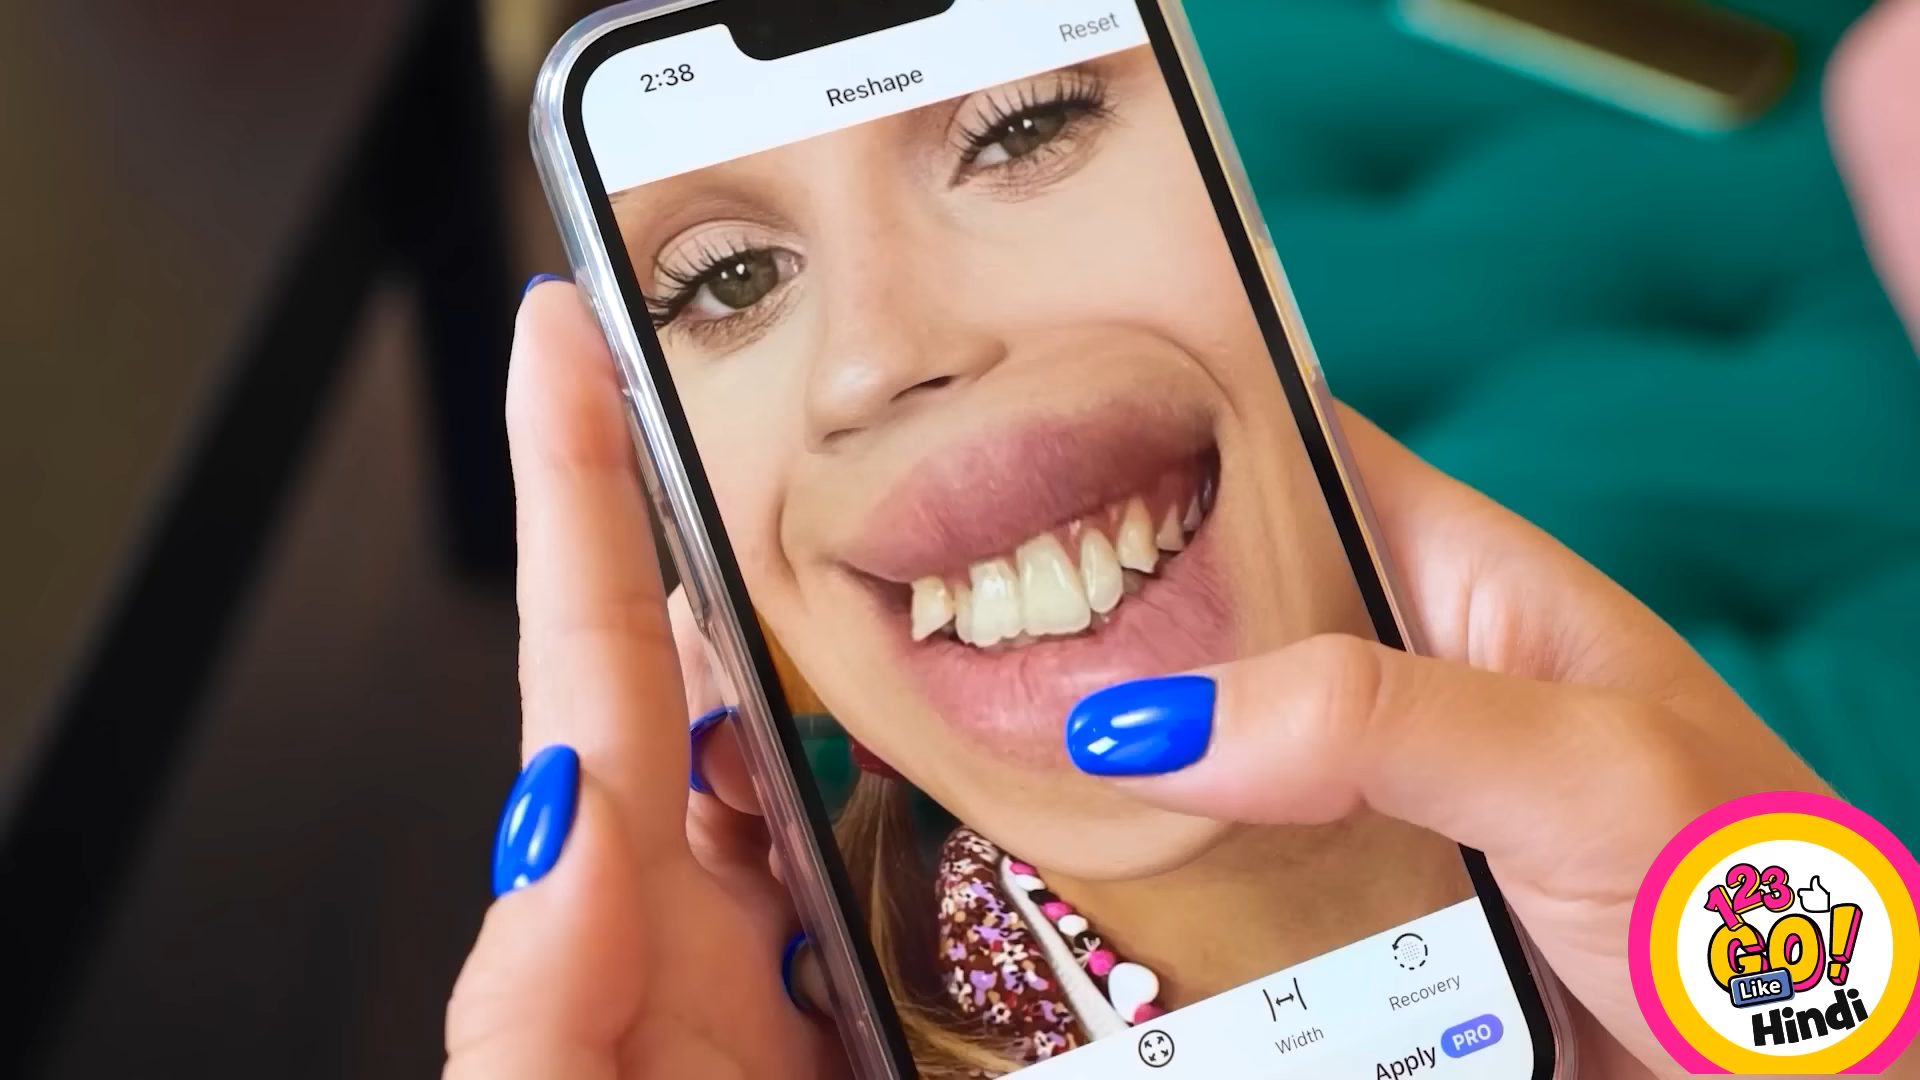 2:38
Reset
Reshape
Recovery
Width
Apply PRO
123
GO!
Like
Hindi